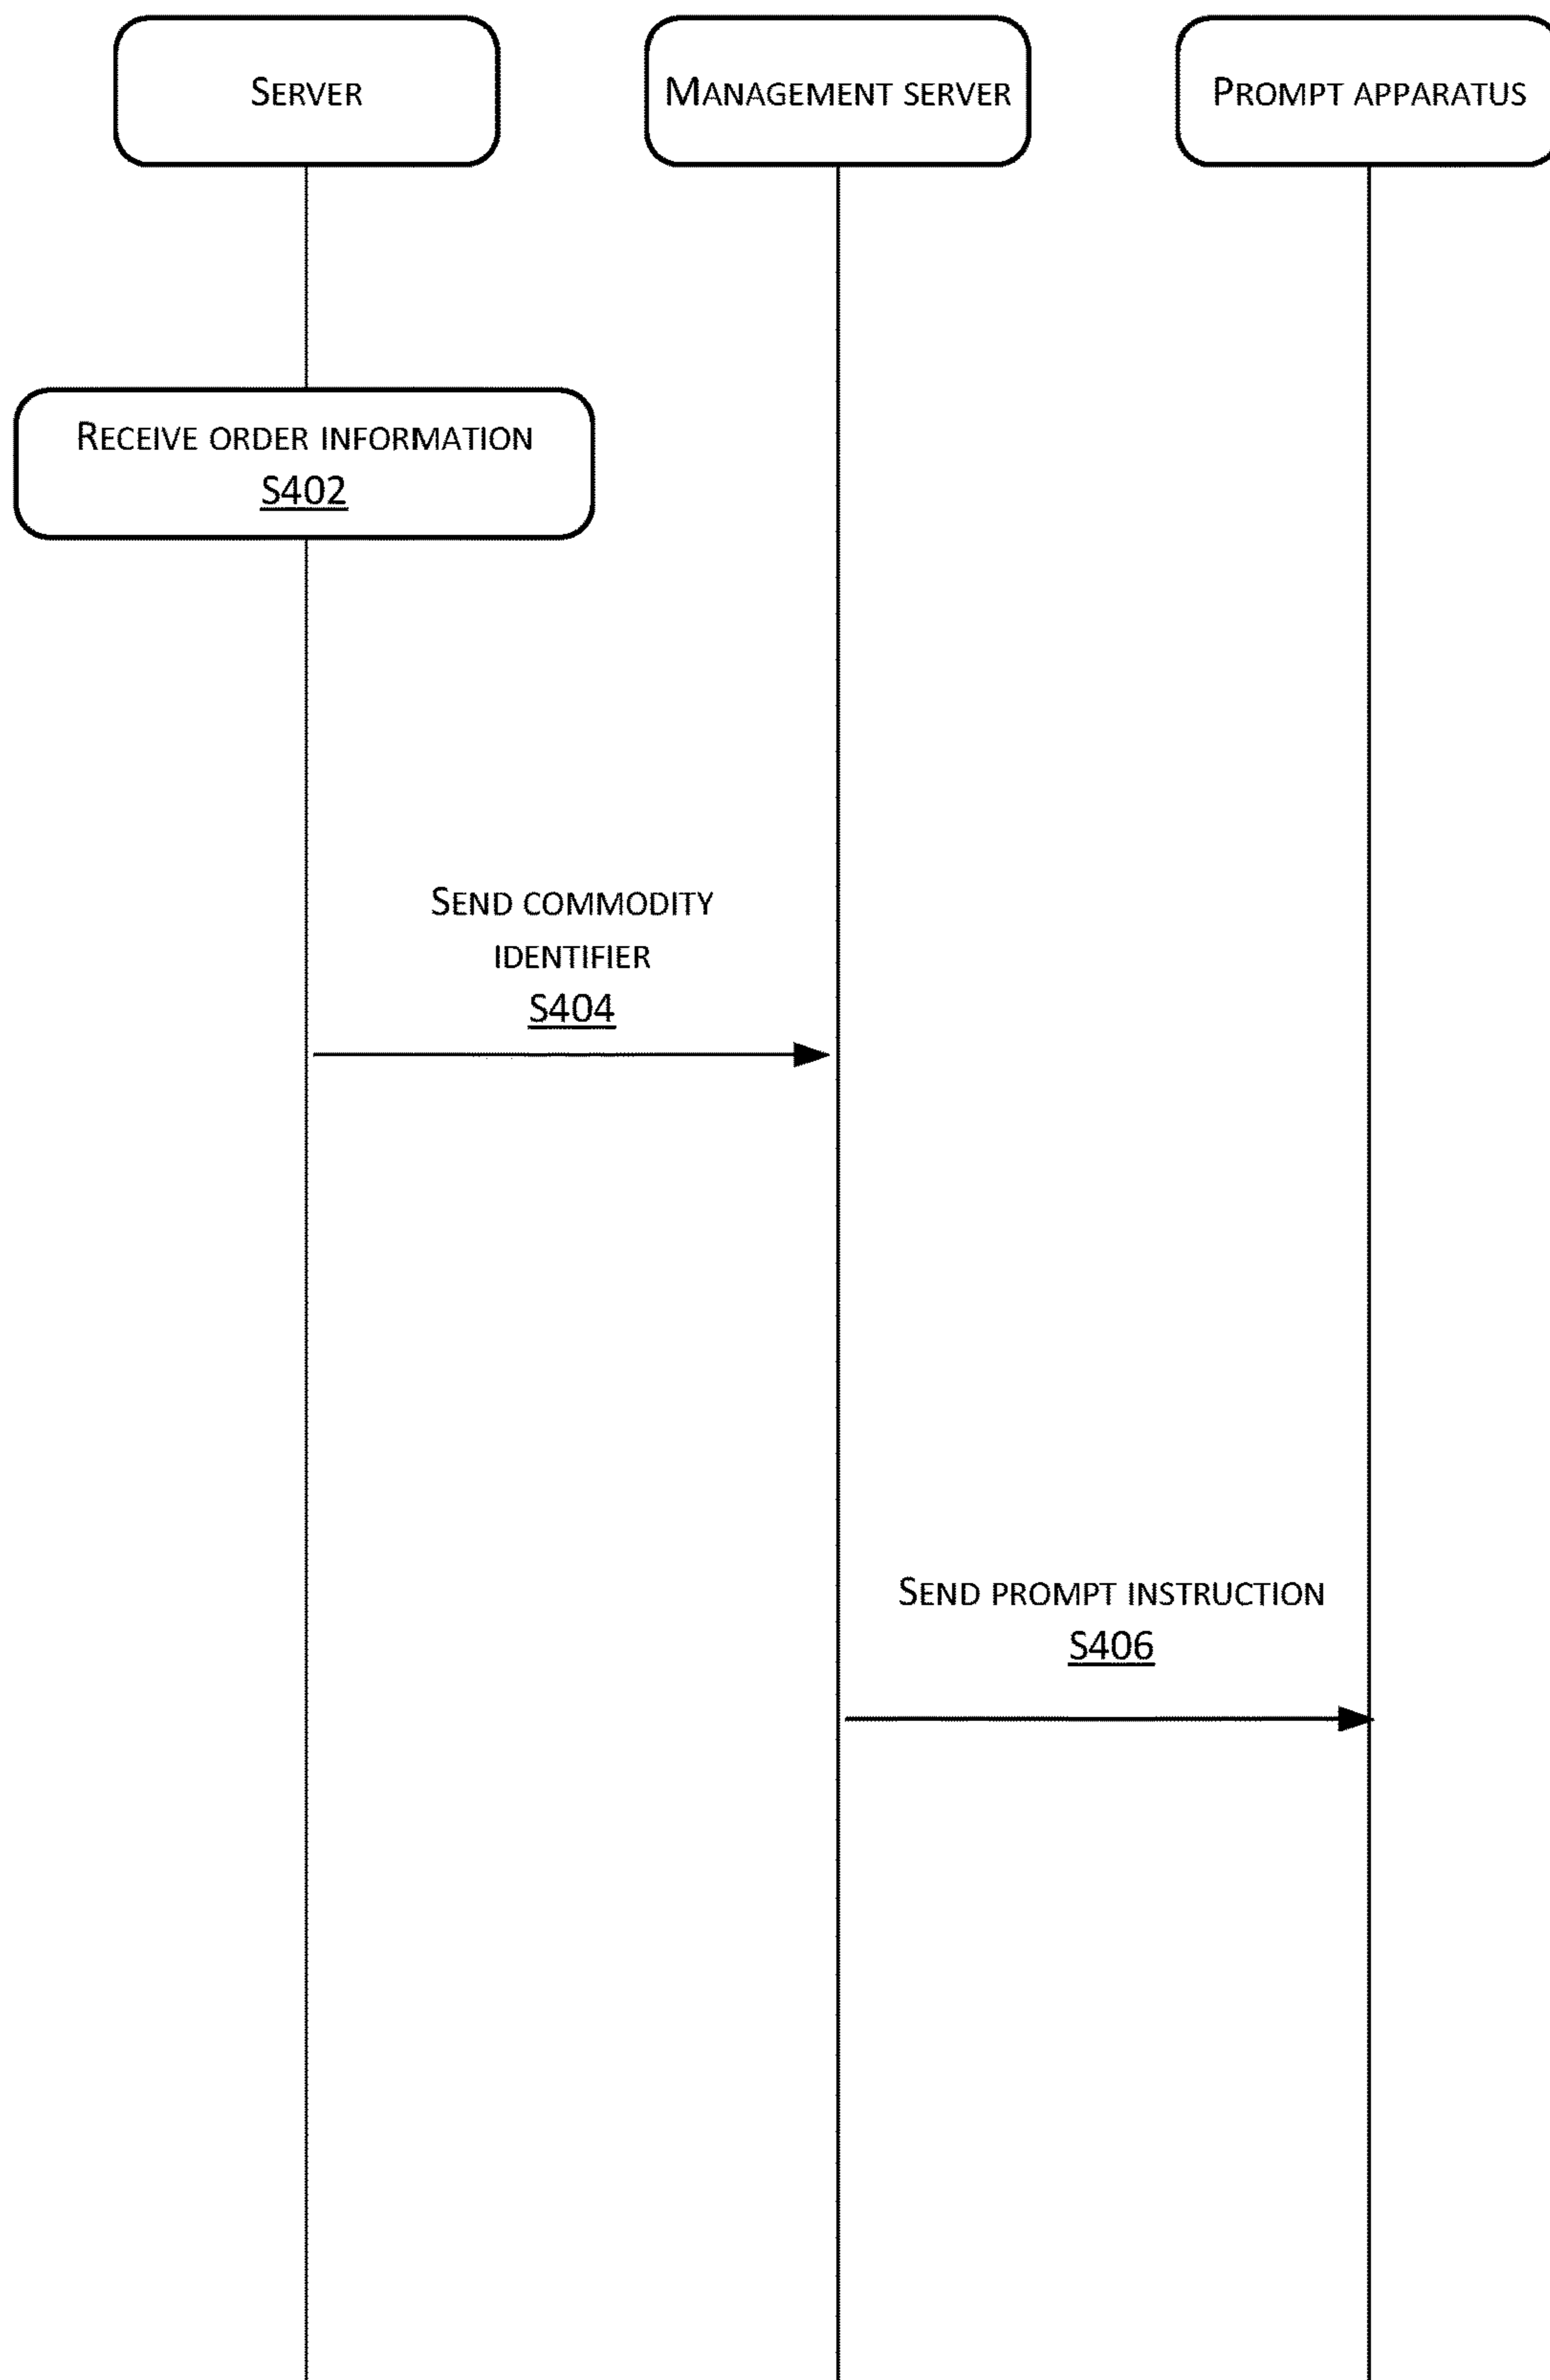 SERVER
MANAGEMENT SERVER
PROMPT APPARATUS
RECEIVE ORDER INFORMATION
S402
SEND COMMODITY
IDENTIFIER
S404
SEND PROMPT INSTRUCTION
S406